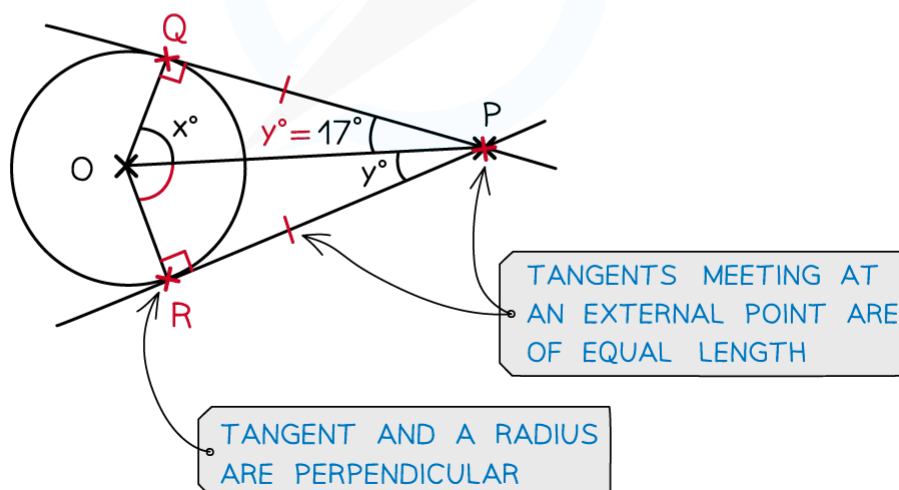 Q
x°
y°= 17°
P
O
y°
R
TANGENTS MEETING AT
AN EXTERNAL POINT ARE
OF EQUAL LENGTH
TANGENT AND A RADIUS
ARE PERPENDICULAR